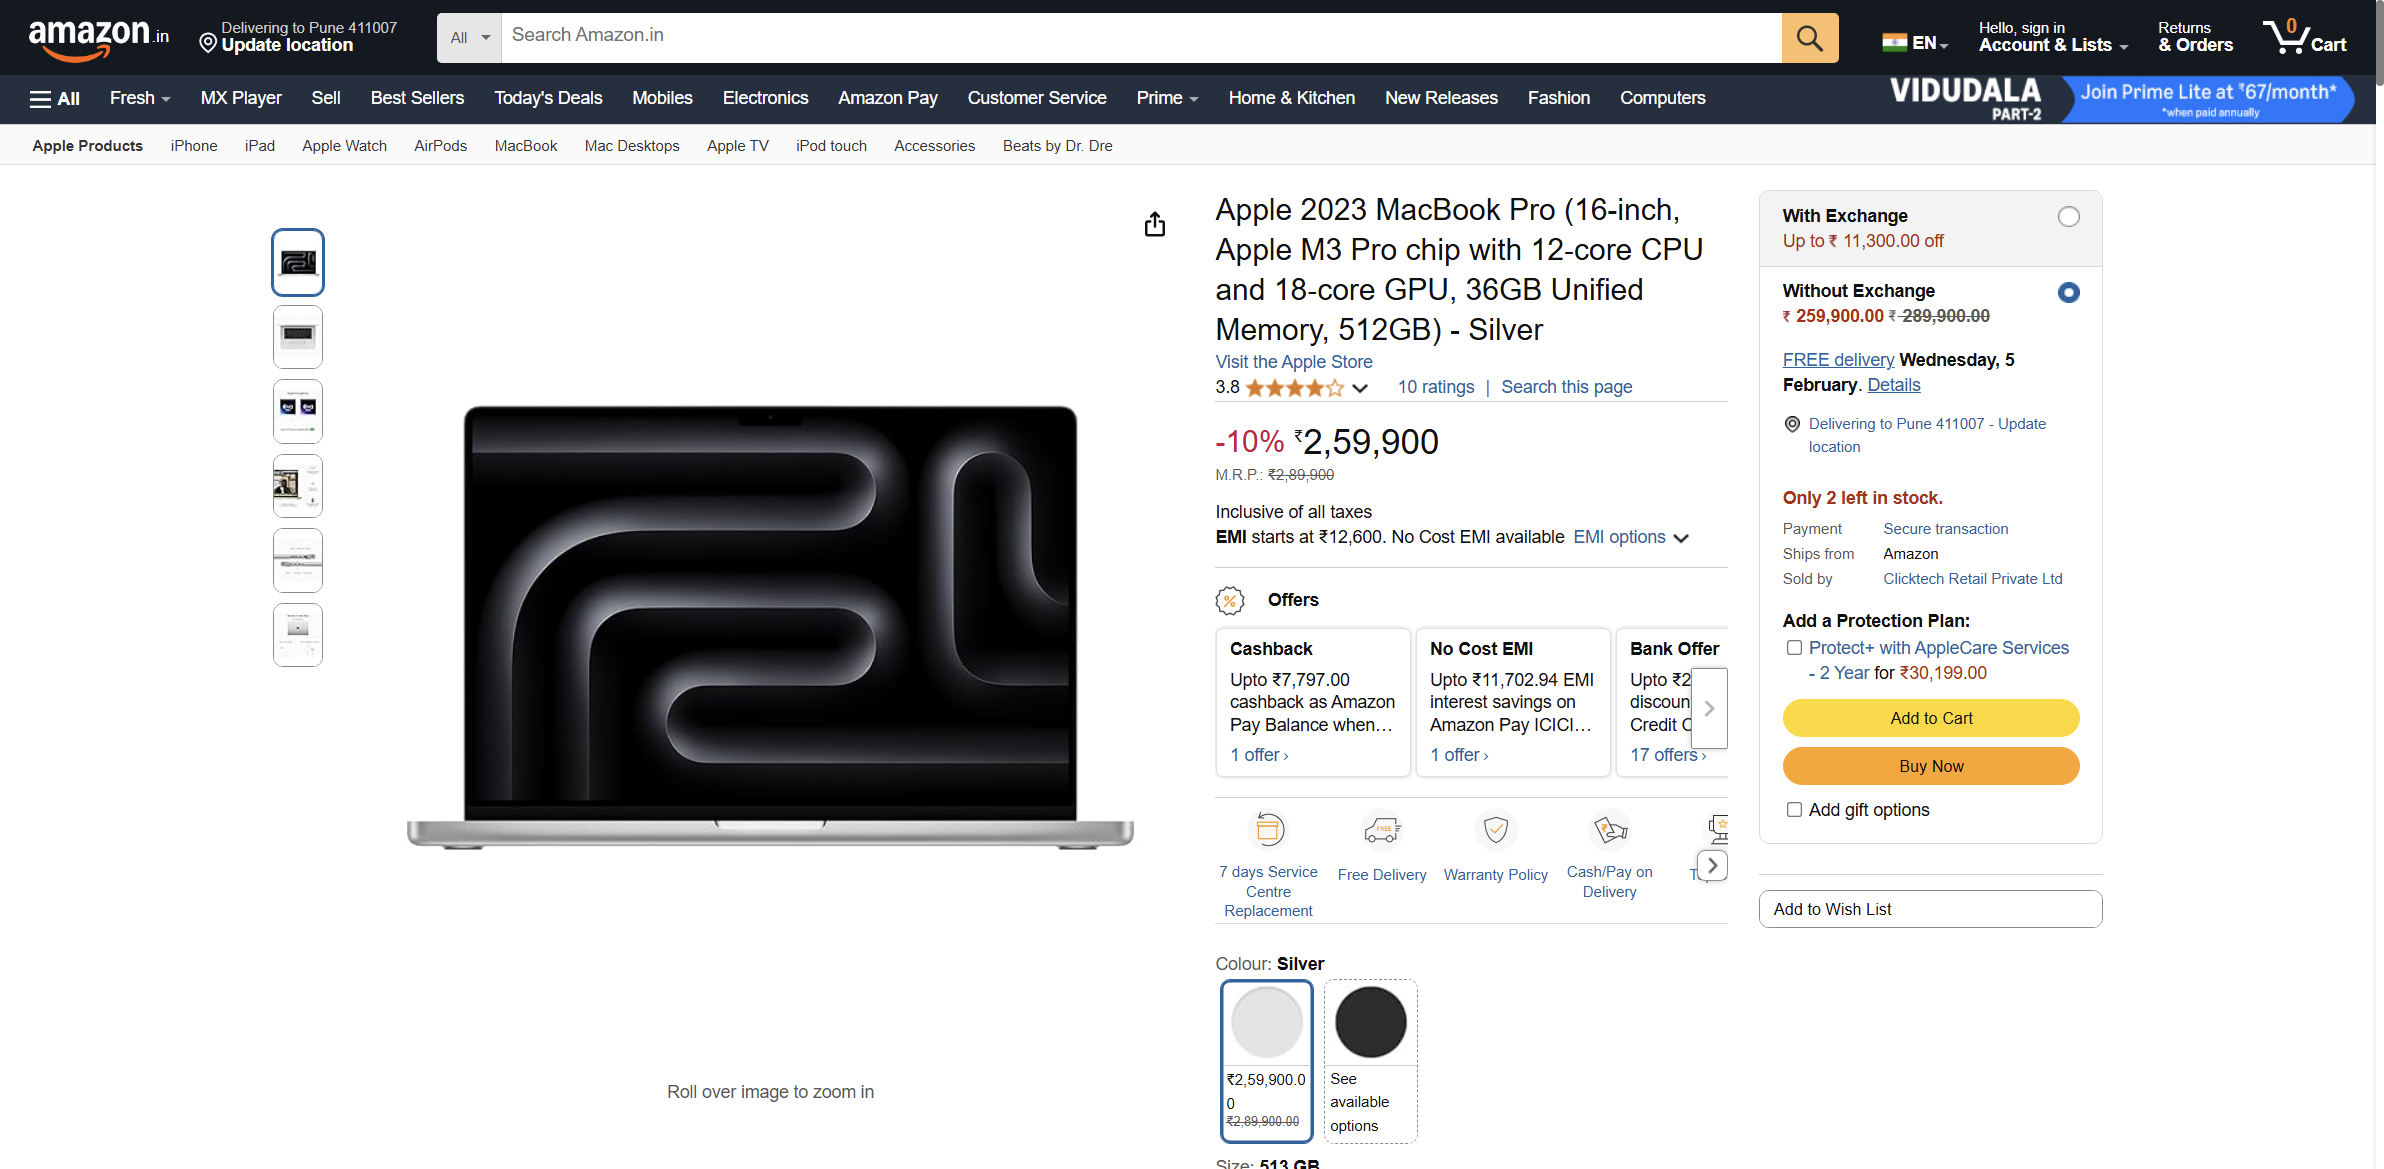 amazon.in
Delivering to Pune 411007
Update location
All
Search Amazon.in
EN
Hello, sign in
Account & Lists
Returns
& Orders
0
Cart
All
Fresh
MX Player
Sell
Best Sellers
Today's Deals
Mobiles
Electronics
Amazon Pay
Customer Service
Prime
Home & Kitchen
New Releases
Fashion
Computers
VIDUDALA
PART-2
Join Prime Lite at ₹67/month*
*when paid annually
Apple Products
iPhone
iPad
Apple Watch
AirPods
MacBook
Mac Desktops
Apple TV
iPod touch
Accessories
Beats by Dr. Dre
Roll over image to zoom in
Apple 2023 MacBook Pro (16-inch,
Apple M3 Pro chip with 12-core CPU
and 18-core GPU, 36GB Unified
Memory, 512GB) - Silver
Visit the Apple Store
3.8
10 ratings | Search this page
-10% ₹2,59,900
M.R.P.: ₹2,89,900
Inclusive of all taxes
EMI starts at ₹12,600. No Cost EMI available EMI options
Offers
Cashback
Upto ₹7,797.00
cashback as Amazon
Pay Balance when…
1 offer ›
No Cost EMI
Upto ₹11,702.94 EMI
interest savings on
Amazon Pay ICICI…
1 offer ›
Bank Offer
Upto ₹2
discoun
Credit C
17 offers ›
7 days Service
Centre
Replacement
FREE
Free Delivery
Warranty Policy
Cash/Pay on
Delivery
Colour: Silver
₹2,59,900.0
0
₹2,89,900.00
See
available
options
Size: 513 GB
With Exchange
Up to ₹ 11,300.00 off
Without Exchange
₹ 259,900.00 ₹ 289,900.00
FREE delivery Wednesday, 5
February. Details
Delivering to Pune 411007 - Update
location
Only 2 left in stock.
Payment Secure transaction
Ships from Amazon
Sold by Clicktech Retail Private Ltd
Add a Protection Plan:
Protect+ with AppleCare Services
- 2 Year for ₹30,199.00
Add to Cart
Buy Now
Add gift options
Add to Wish List